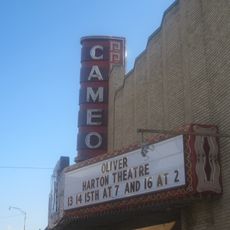 CAMEO
OLIVER
HARTON THEATRE
13 14 15TH AT 7 AND 16 AT 2